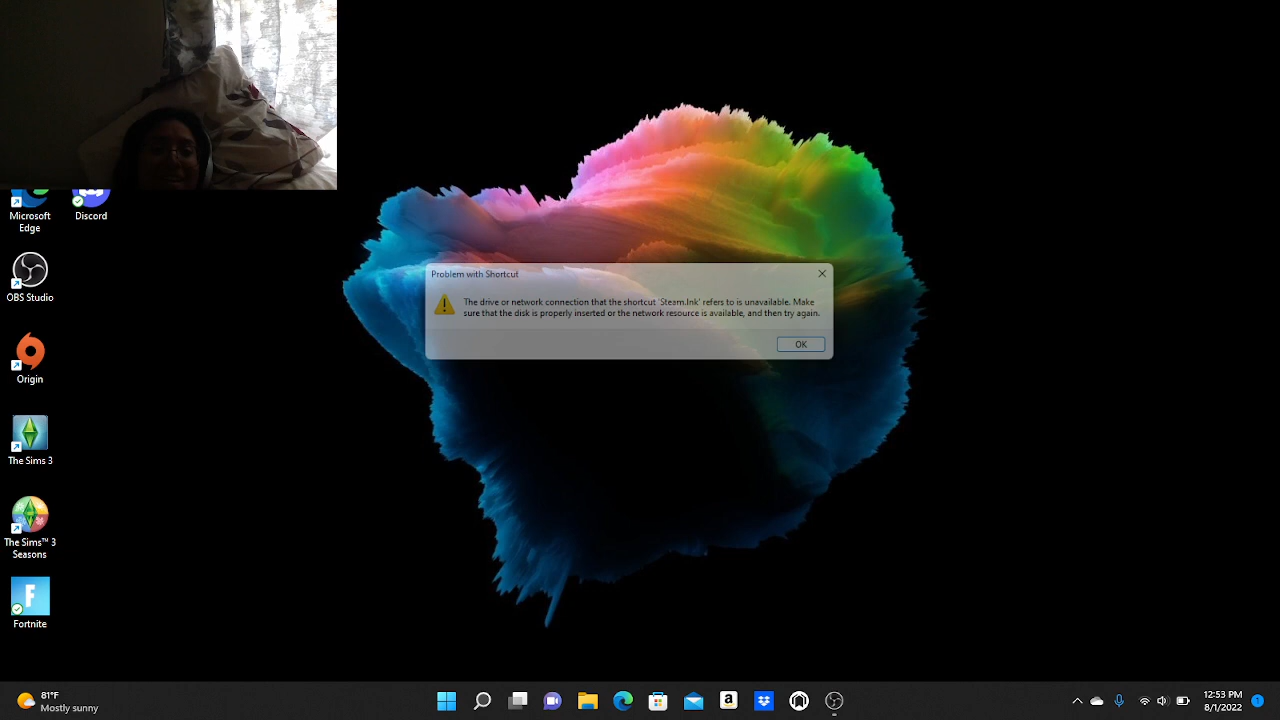 Microsoft
Edge
Discord
OBS Studio
Origin
The Sims 3
The Sims™ 3
Seasons
F
Fortnite
Problem with Shortcut
The drive or network connection that the shortcut 'Steam.lnk' refers to is unavailable. Make
sure that the disk is properly inserted or the network resource is available, and then try again.
OK
8°F
Mostly sunny
a
12:57 PM
8/1/2022
1